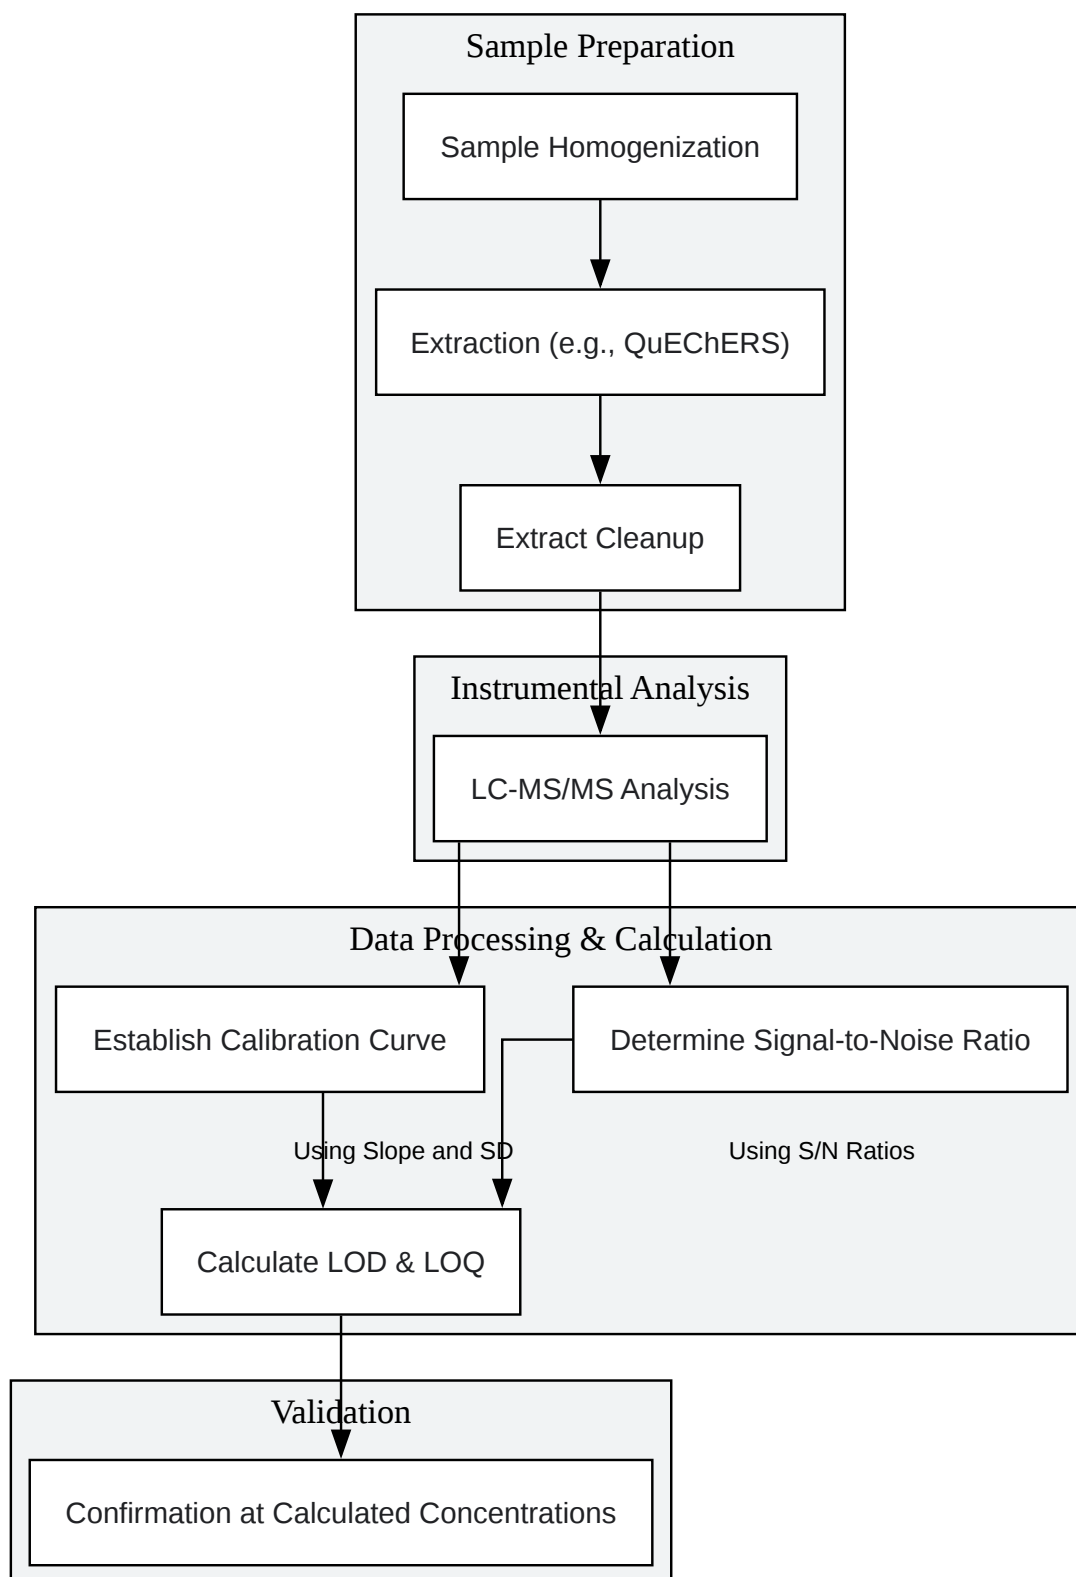 Sample Preparation
Sample Homogenization
Extraction (e.g., QuEChERS)
Extract Cleanup
Instrumental Analysis
LC-MS/MS Analysis
Data Processing & Calculation
Establish Calibration Curve
Determine Signal-to-Noise Ratio
Using Slope and SD
Using S/N Ratios
Calculate LOD & LOQ
Validation
Confirmation at Calculated Concentrations